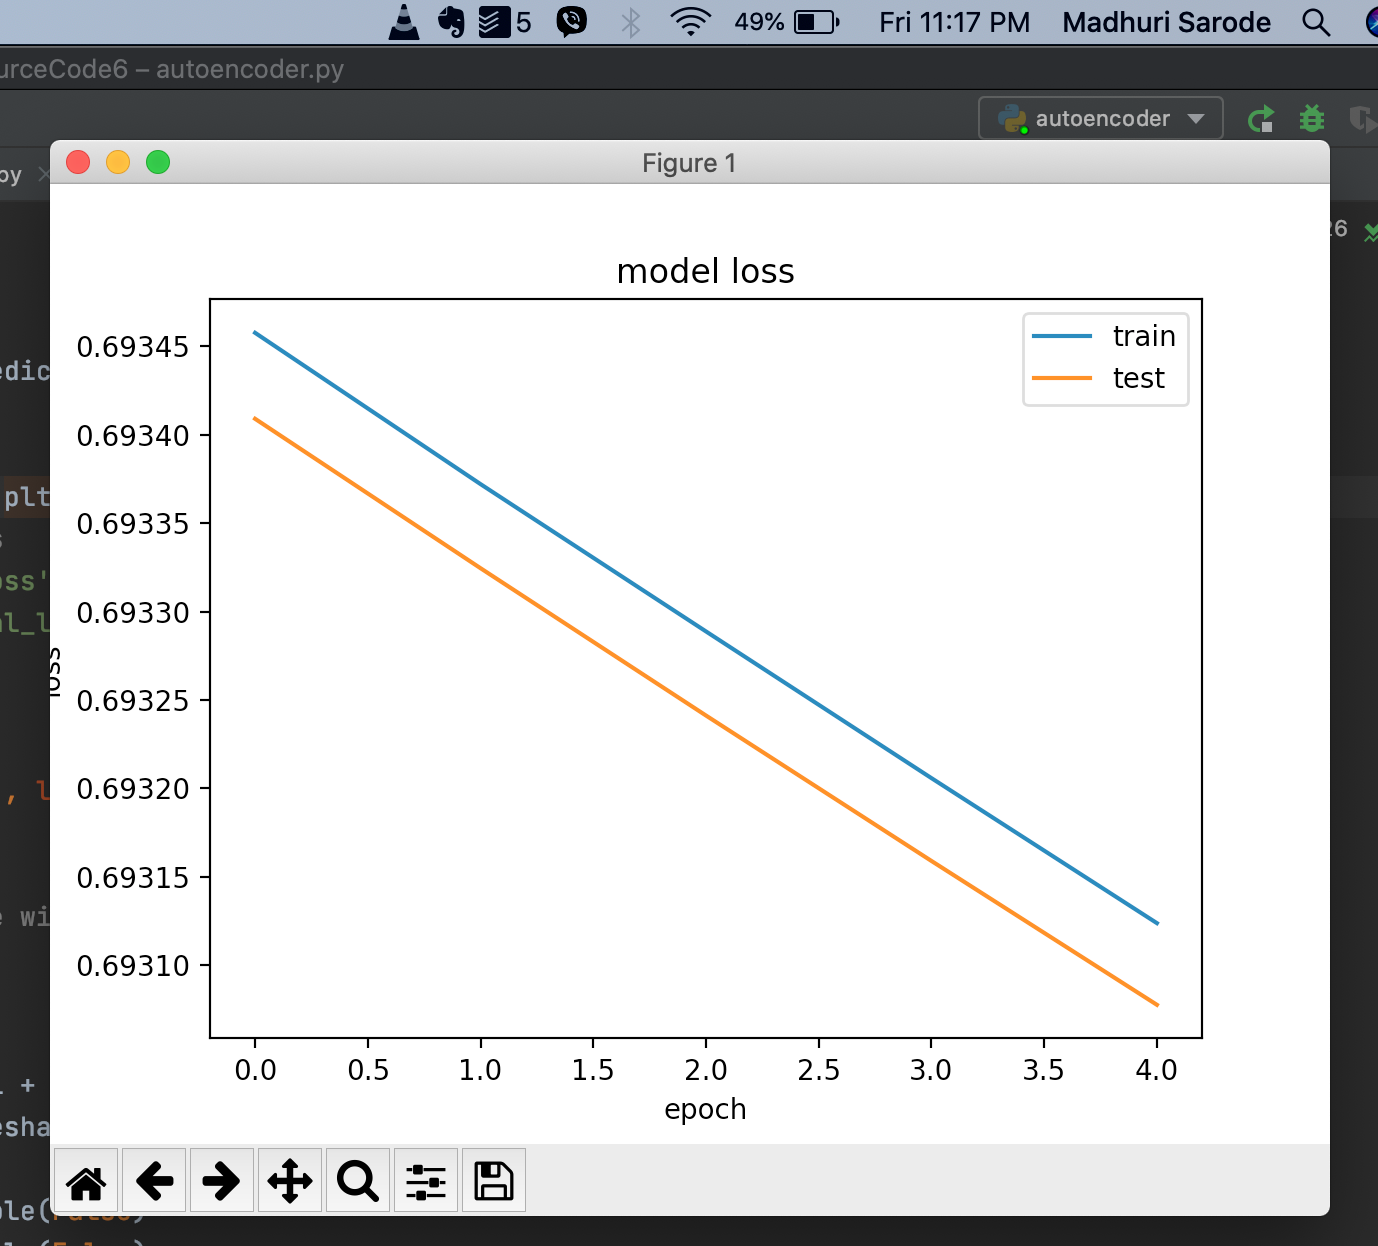 5 49% Fri 11:17 PM Madhuri Sarode
urceCode6 – autoencoder.py
autoencoder
Figure 1
py
26
model loss
train
test
0.69345
0.69340
0.69335
0.69330
0.69325
0.69320
0.69315
0.69310
loss
0.0 0.5 1.0 1.5 2.0 2.5 3.0 3.5 4.0
epoch
edic
plt
s
oss'
al_l
, l
e wi
+
esha
ble(False)